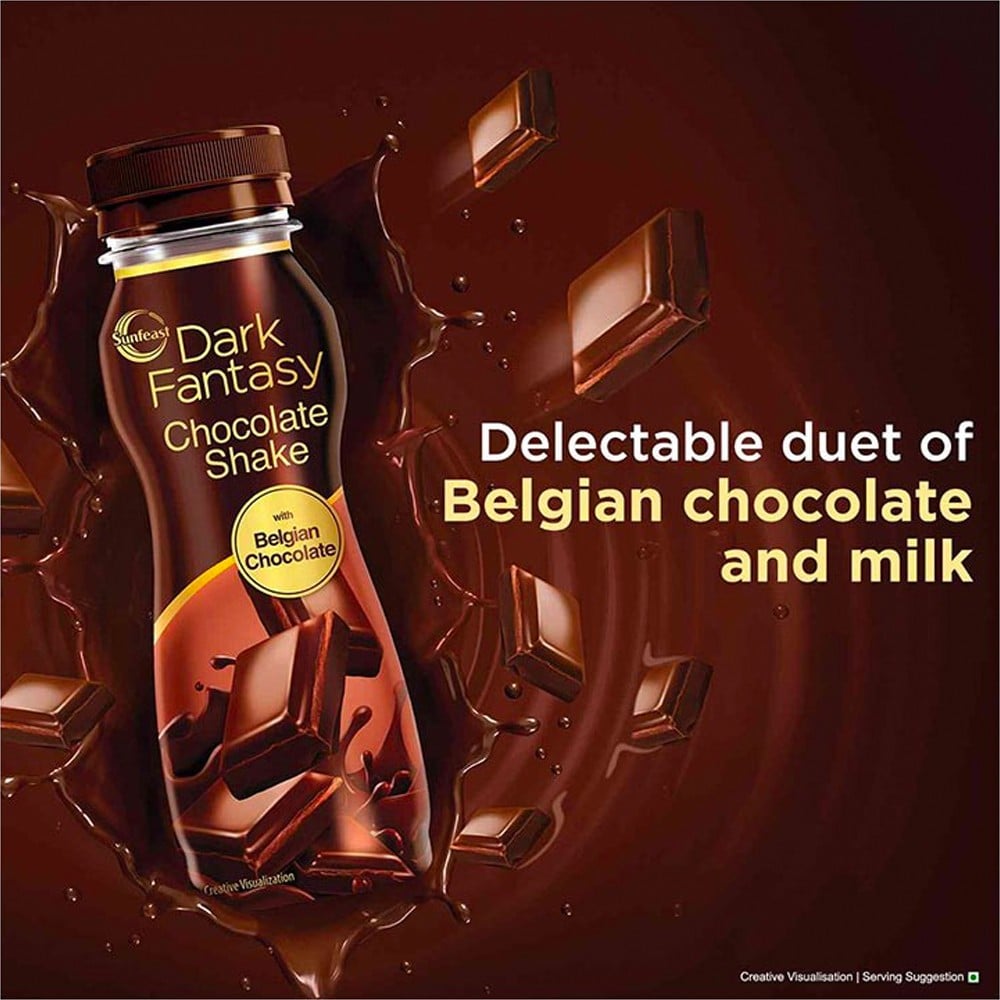 Sunfeast
Dark
Fantasy
Chocolate
Shake
with
Belgian
Chocolate
Creative Visualization
Delectable duet of
Belgian chocolate
and milk
Creative Visualisation | Serving Suggestion